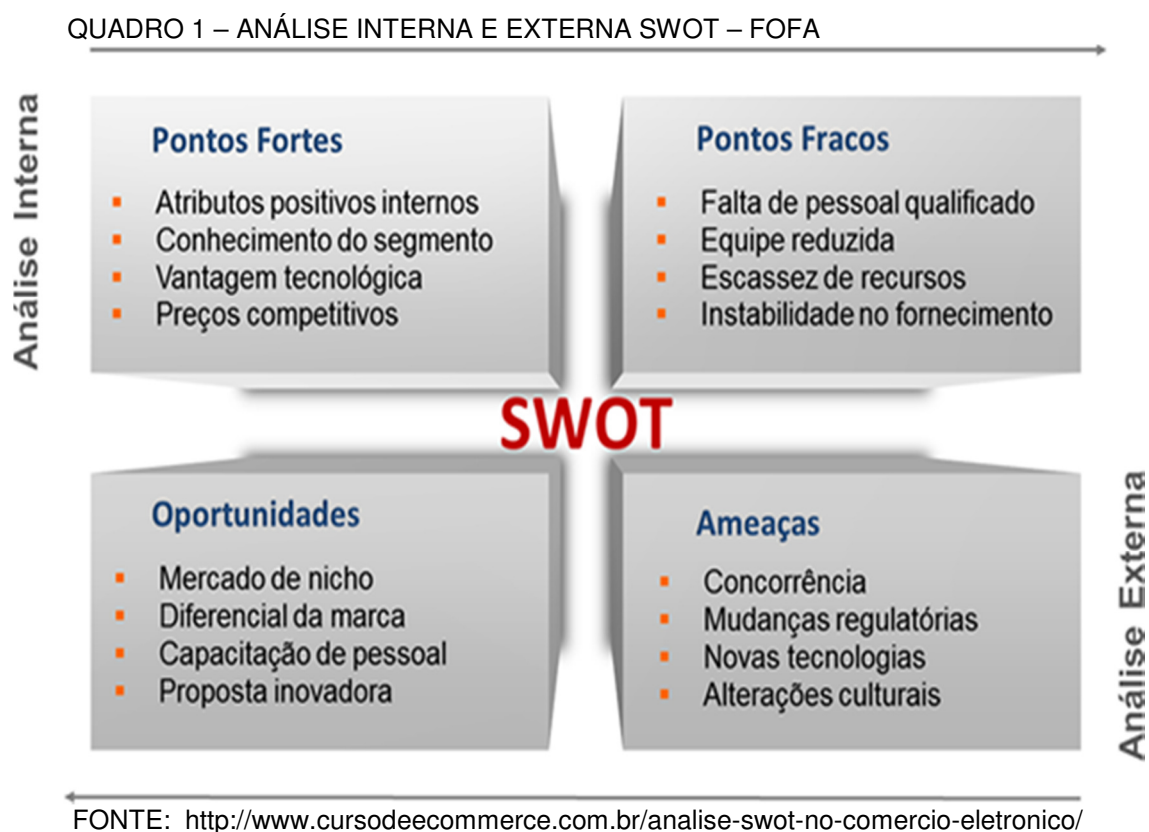 QUADRO 1 – ANÁLISE INTERNA E EXTERNA SWOT – FOFA
Análise Interna
Pontos Fortes
Atributos positivos internos
Conhecimento do segmento
Vantagem tecnológica
Preços competitivos
Pontos Fracos
Falta de pessoal qualificado
Equipe reduzida
Escassez de recursos
Instabilidade no fornecimento
SWOT
Oportunidades
Mercado de nicho
Diferencial da marca
Capacitação de pessoal
Proposta inovadora
Ameaças
Concorrência
Mudanças regulatórias
Novas tecnologias
Alterações culturais
Análise Externa
FONTE: http://www.cursodeecommerce.com.br/analise-swot-no-comercio-eletronico/